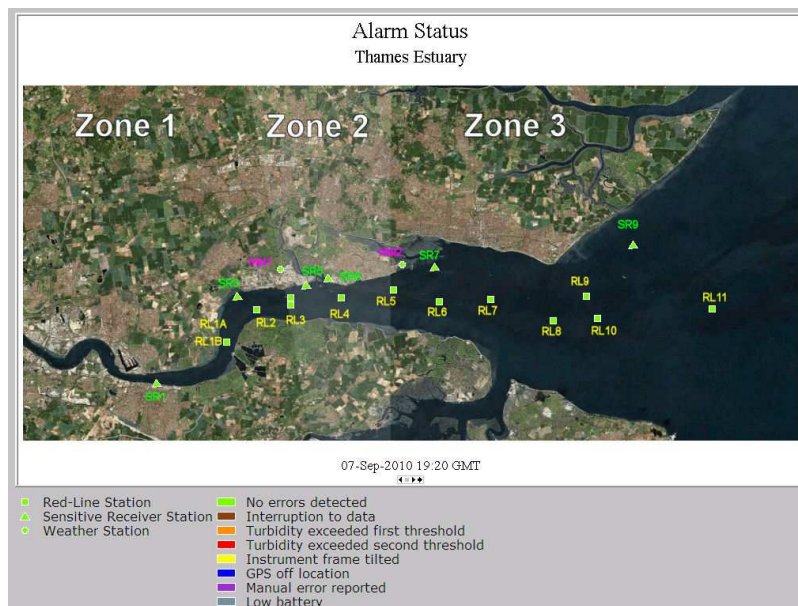 Alarm Status
Thames Estuary
Zone 1
Zone 2
Zone 3
SR9
SR7
SR3
RL9
RL5
RL11
RL1A
RL2
RL3
RL4
RL6
RL7
RL8
RL10
RL1B
SR1
07-Sep-2010 19:20 GMT
Red-Line Station
Sensitive Receiver Station
Weather Station
No errors detected
Interruption to data
Turbidity exceeded first threshold
Turbidity exceeded second threshold
Instrument frame tilted
GPS off location
Manual error reported
Low battery